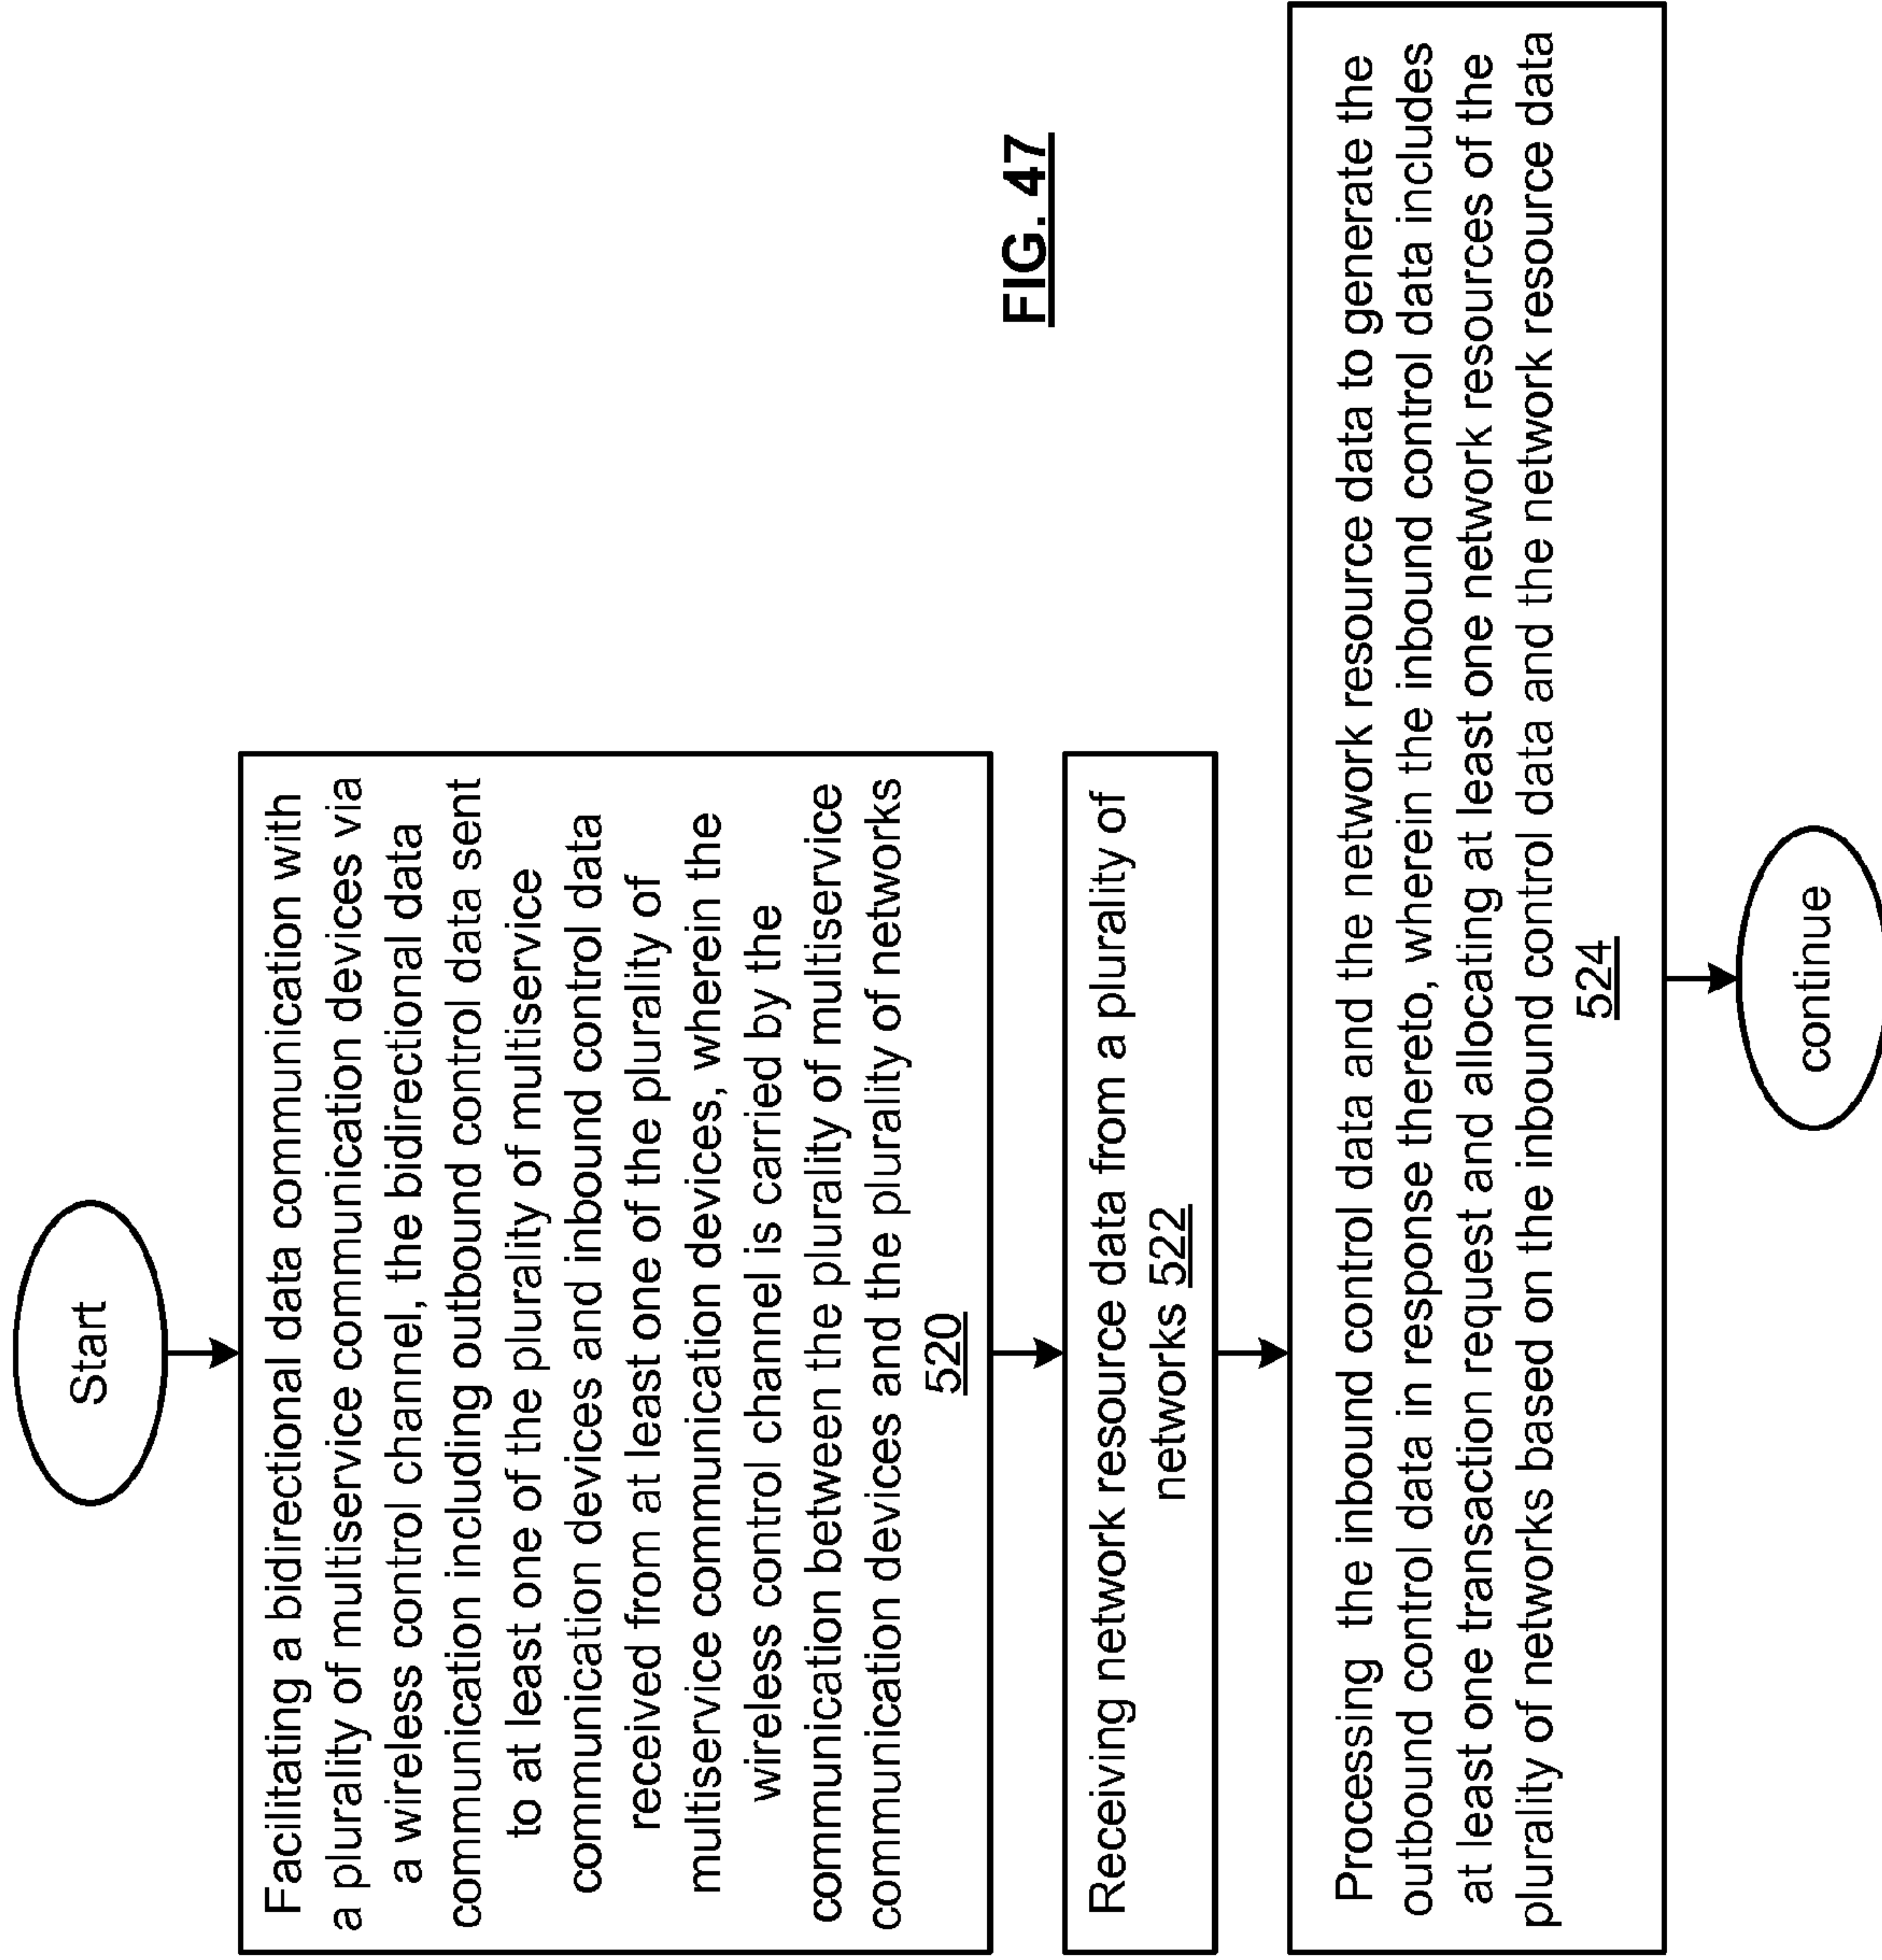 Start
Facilitating a bidirectional data communication with
a plurality of multiservice communication devices via
a wireless control channel, the bidirectional data
communication including outbound control data sent
to at least one of the plurality of multiservice
communication devices and inbound control data
received from at least one of the plurality of
multiservice communication devices, wherein the
wireless control channel is carried by the
communication between the plurality of multiservice
communication devices and the plurality of networks
520
Receiving network resource data from a plurality of
networks 522
Processing the inbound control data and the network resource data to generate the
outbound control data in response thereto, wherein the inbound control data includes
at least one transaction request and allocating at least one network resources of the
plurality of networks based on the inbound control data and the network resource data
524
continue
FIG. 47